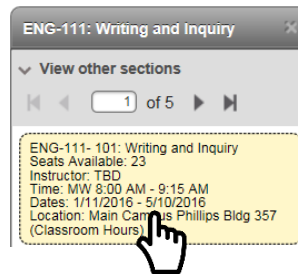 ENG-111: Writing and Inquiry
View other sections
1 of 5
ENG-111- 101: Writing and Inquiry
Seats Available: 23
Instructor: TBD
Time: MW 8:00 AM - 9:15 AM
Dates: 1/11/2016 - 5/10/2016
Location: Main Campus Phillips Bldg 357
(Classroom Hours)